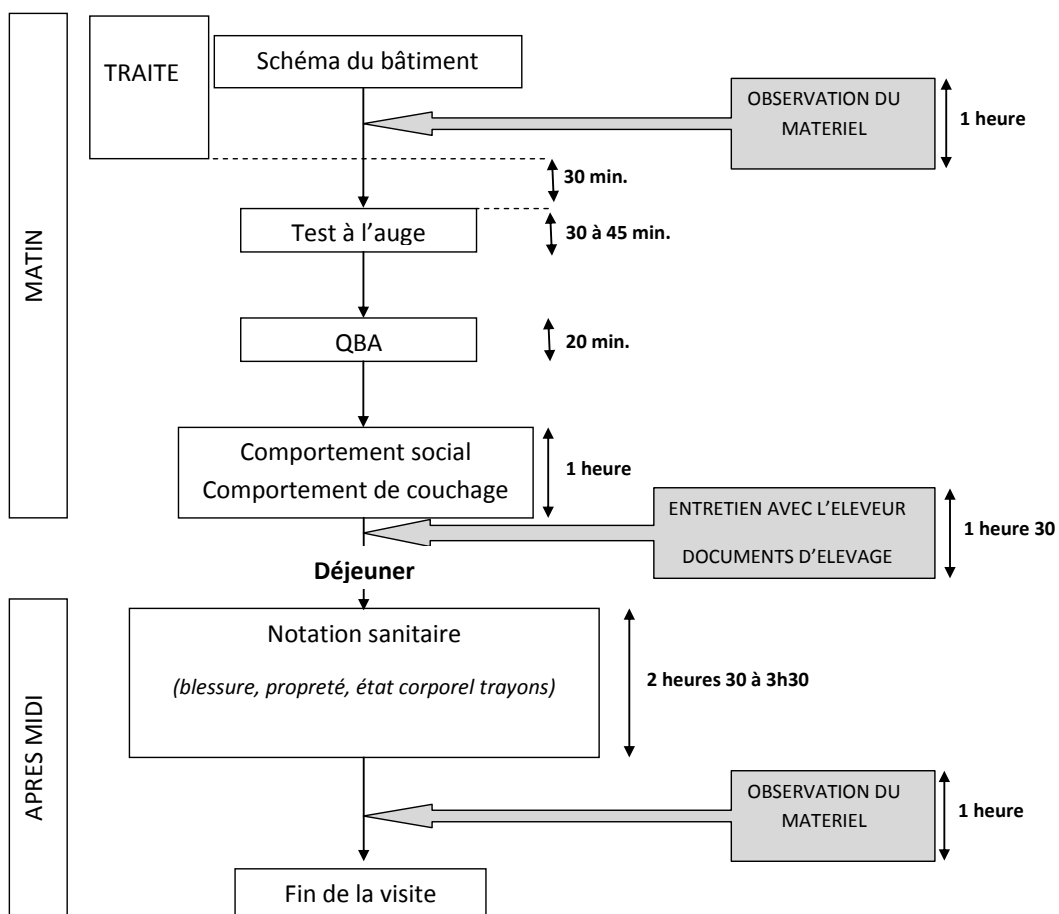 MATIN
TRAITE
Schéma du bâtiment
OBSERVATION DU
MATERIEL
1 heure
30 min.
Test à l'auge
30 à 45 min.
QBA
20 min.
Comportement social
Comportement de couchage
1 heure
ENTRETIEN AVEC L'ELEVEUR
DOCUMENTS D'ELEVAGE
1 heure 30
Déjeuner
APRES MIDI
Notation sanitaire
(blessure, propreté, état corporel trayons)
2 heures 30 à 3h30
OBSERVATION DU
MATERIEL
1 heure
Fin de la visite